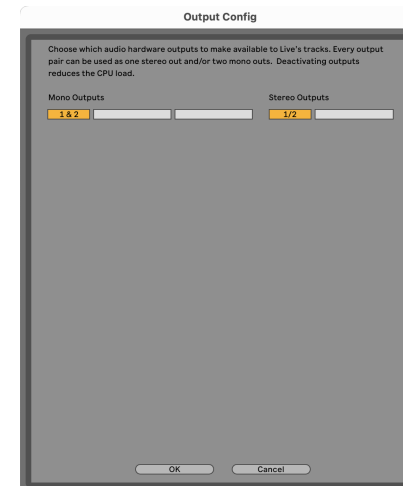 Output Config
Choose which audio hardware outputs to make available to Live's tracks. Every output
pair can be used as one stereo out and/or two mono outs. Deactivating outputs
reduces the CPU load.
Mono Outputs Stereo Outputs
1 & 2 1/2
OK Cancel